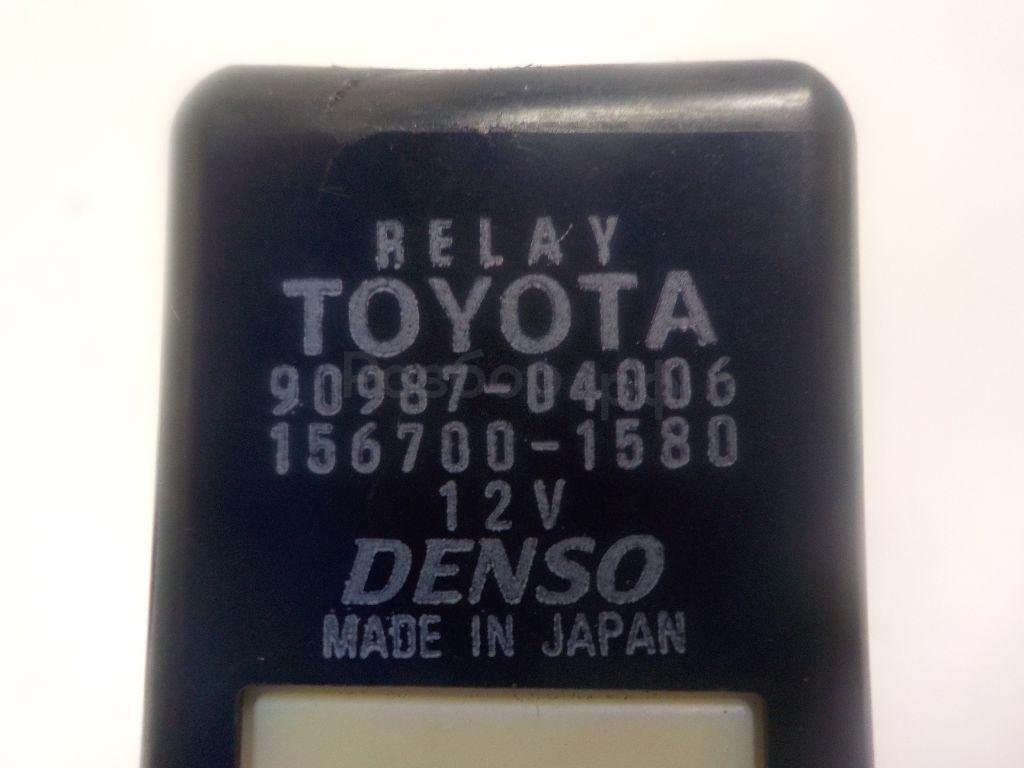 RELAY
TOYOTA
90987-04006
156700-1580
12V
DENSO
MADE IN JAPAN